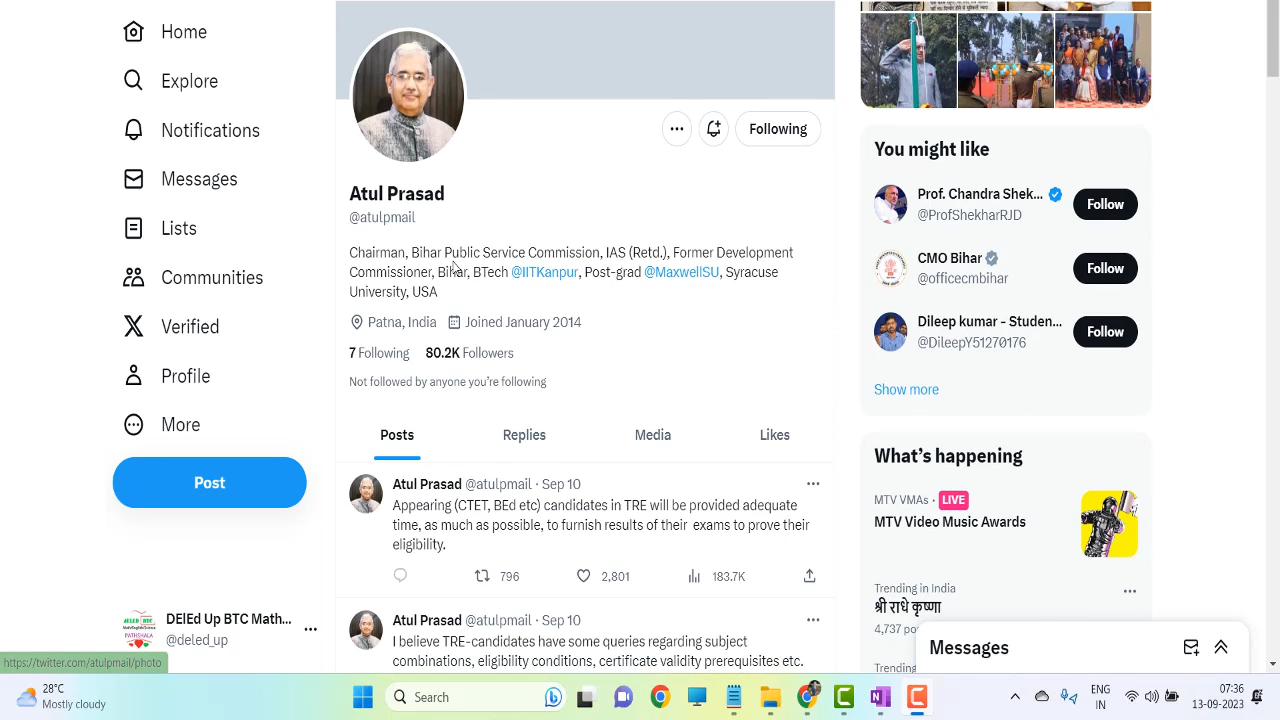 Home
Explore
Notifications
Messages
Lists
Communities
Verified
Profile
More
Post
DElEd Up BTC Math...
@deled_up
https://twitter.com/atulpmail/photo
Following
Atul Prasad
@atulpmail
Chairman, Bihar Public Service Commission, IAS (Retd.), Former Development
Commissioner, Bihar, BTech @IITKanpur, Post-grad @MaxwellSU, Syracuse
University, USA
Patna, India Joined January 2014
7 Following 80.2K Followers
Not followed by anyone you're following
Posts Replies Media Likes
Atul Prasad @atulpmail · Sep 10
Appearing (CTET, BEd etc) candidates in TRE will be provided adequate
time, as much as possible, to furnish results of their exams to prove their
eligibility.
796 2,801 183.7K
Atul Prasad @atulpmail · Sep 10
I believe TRE-candidates have some queries regarding subject
combinations, eligibility conditions, certificate validity prerequisites etc.
You might like
Prof. Chandra Shek...
@ProfShekharRJD
Follow
CMO Bihar
@officecmbihar
Follow
Dileep kumar - Studen...
@DileepY51270176
Follow
Show more
What's happening
MTV VMAs · LIVE
MTV Video Music Awards
Trending in India
श्री राधे कृष्णा
4,737
Trending
Messages
28°C
Mostly cloudy
Search
ENG
IN
07:36
13-09-2023